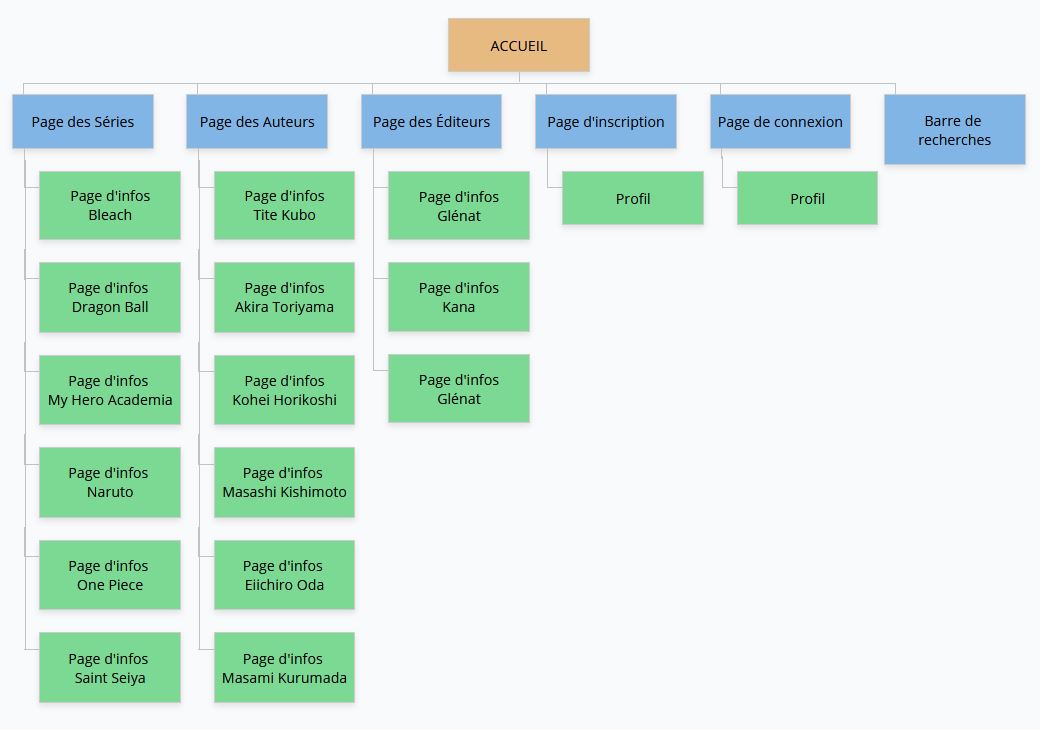 ACCUEIL
Page des Séries
Page des Auteurs
Page des Éditeurs
Page d'inscription
Page de connexion
Barre de
recherches
Page d'infos
Bleach
Page d'infos
Dragon Ball
Page d'infos
My Hero Academia
Page d'infos
Naruto
Page d'infos
One Piece
Page d'infos
Saint Seiya
Page d'infos
Tite Kubo
Page d'infos
Akira Toriyama
Page d'infos
Kohei Horikoshi
Page d'infos
Masashi Kishimoto
Page d'infos
Eiichiro Oda
Page d'infos
Masami Kurumada
Page d'infos
Glénat
Page d'infos
Kana
Page d'infos
Glénat
Profil
Profil